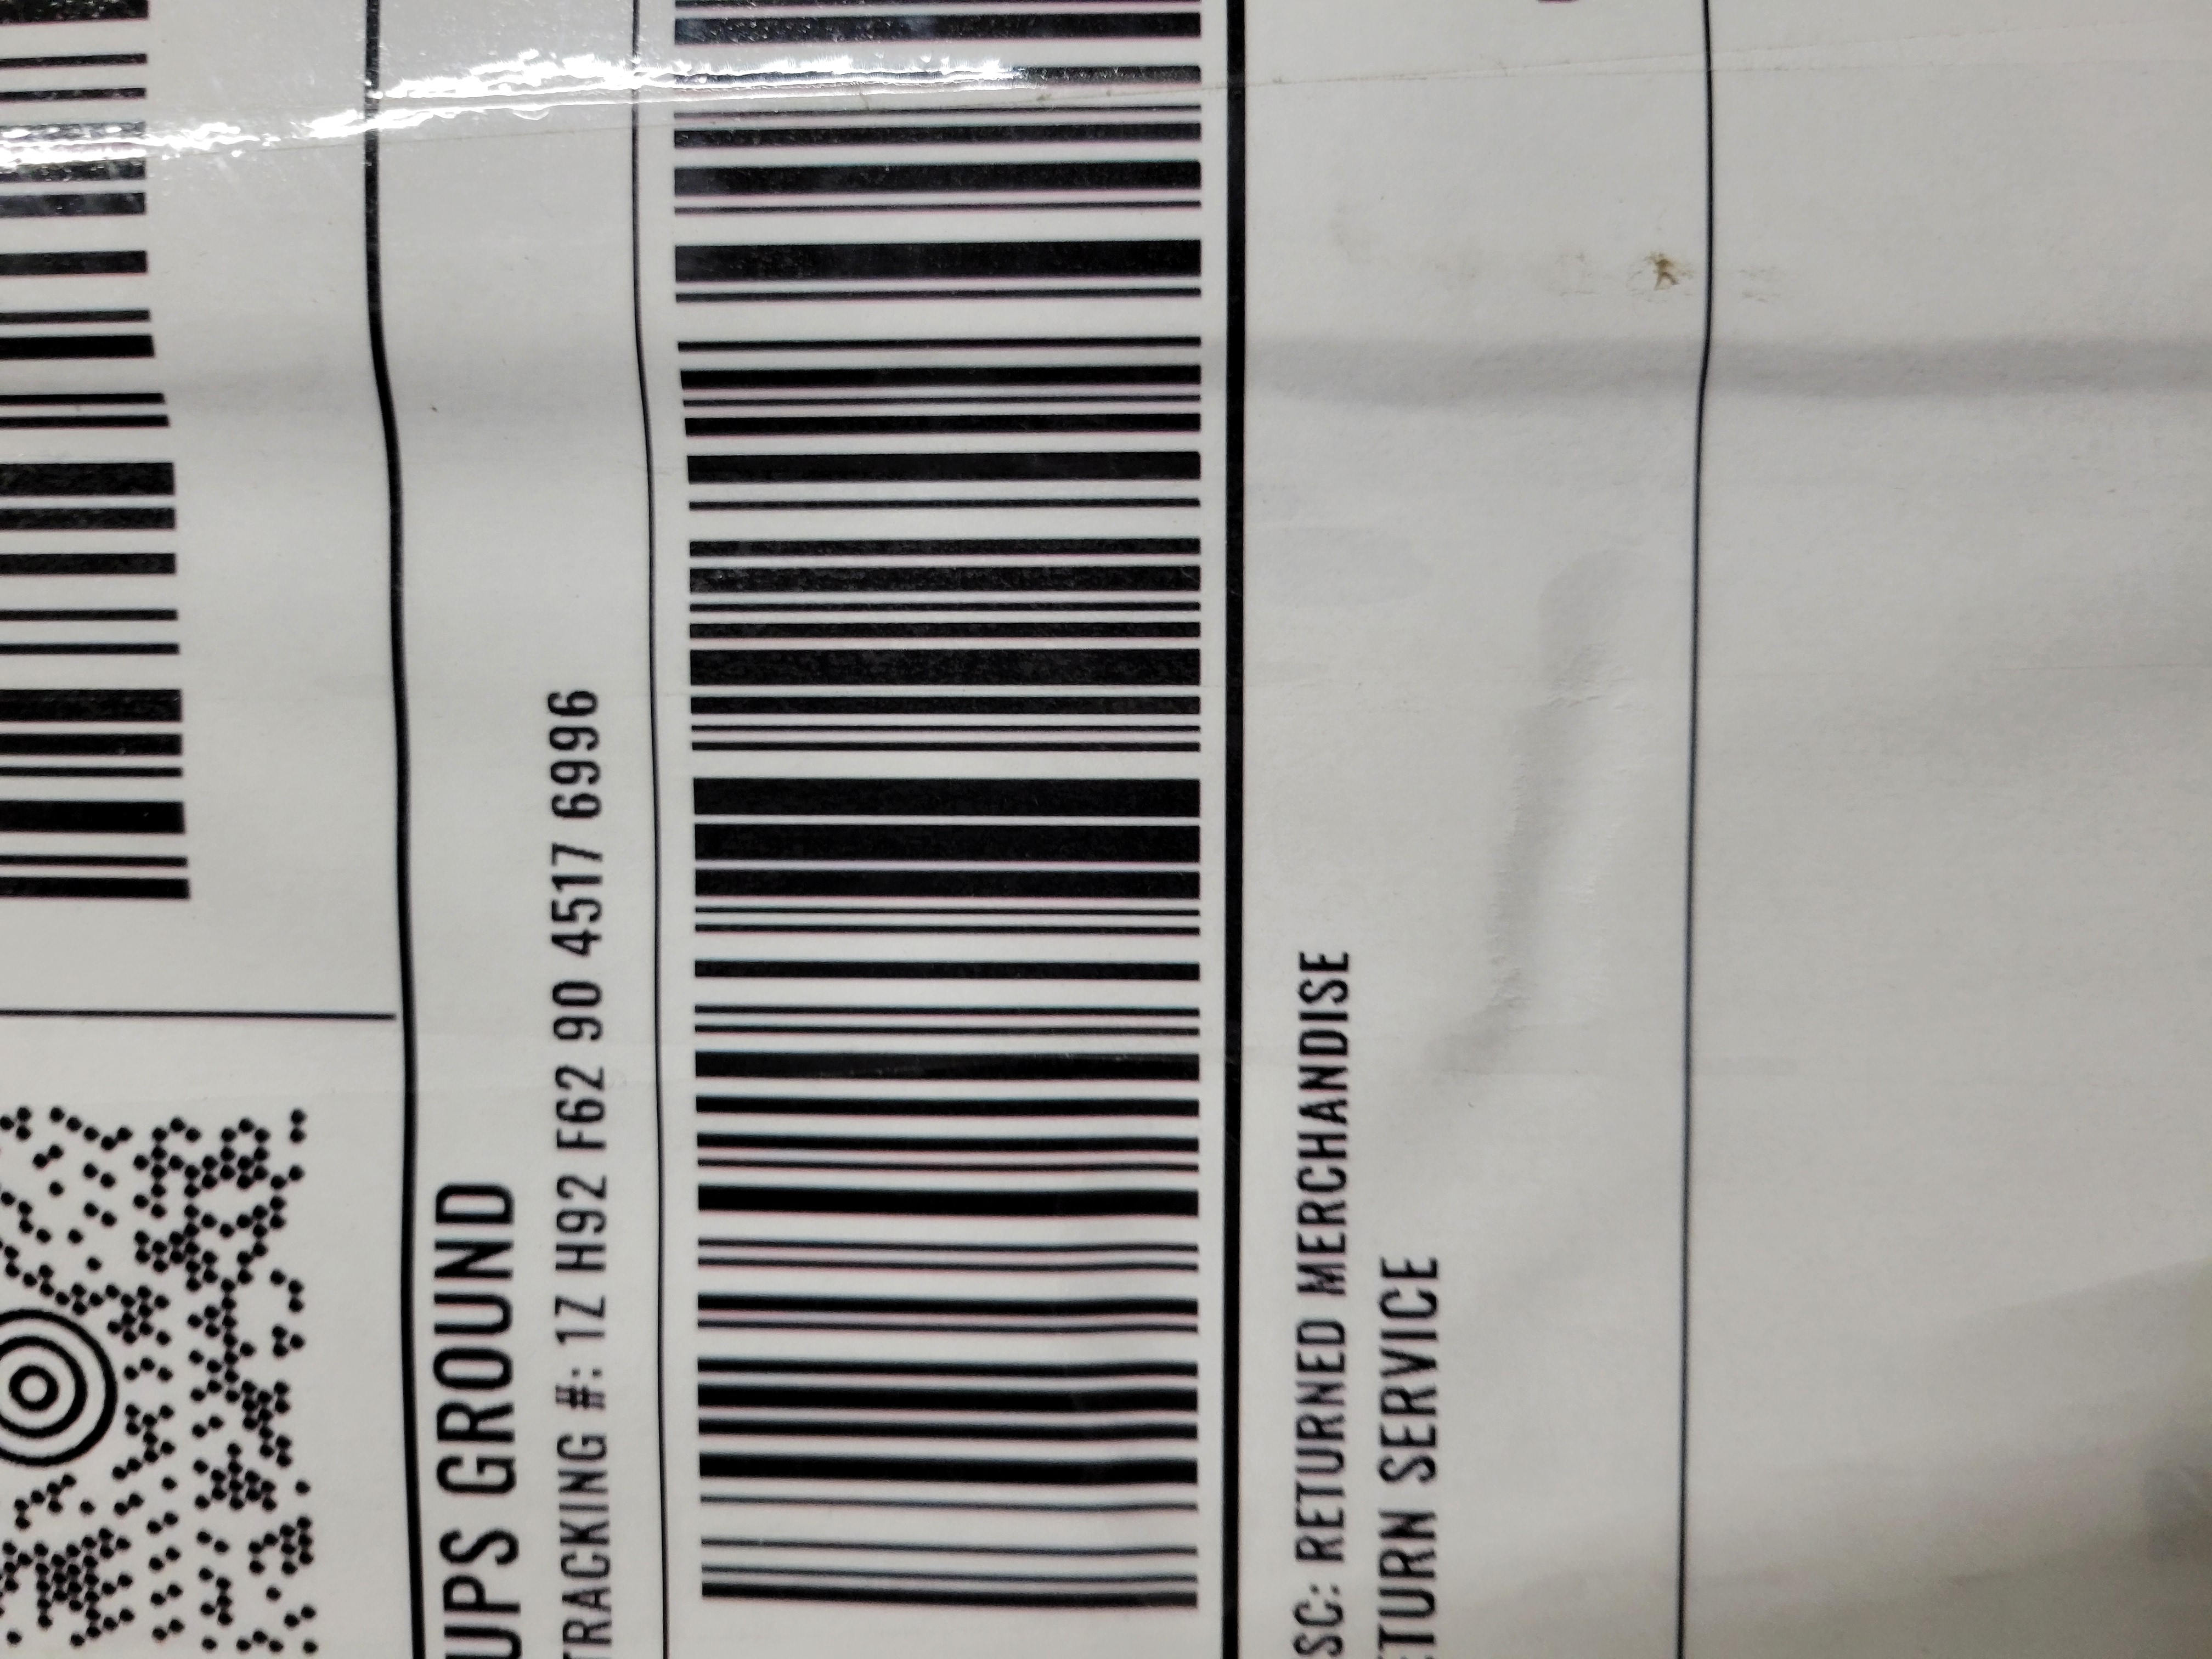 UPS GROUND
TRACKING #: 1Z H92 F62 90 4517 6996
SC: RETURNED MERCHANDISE
ETURN SERVICE